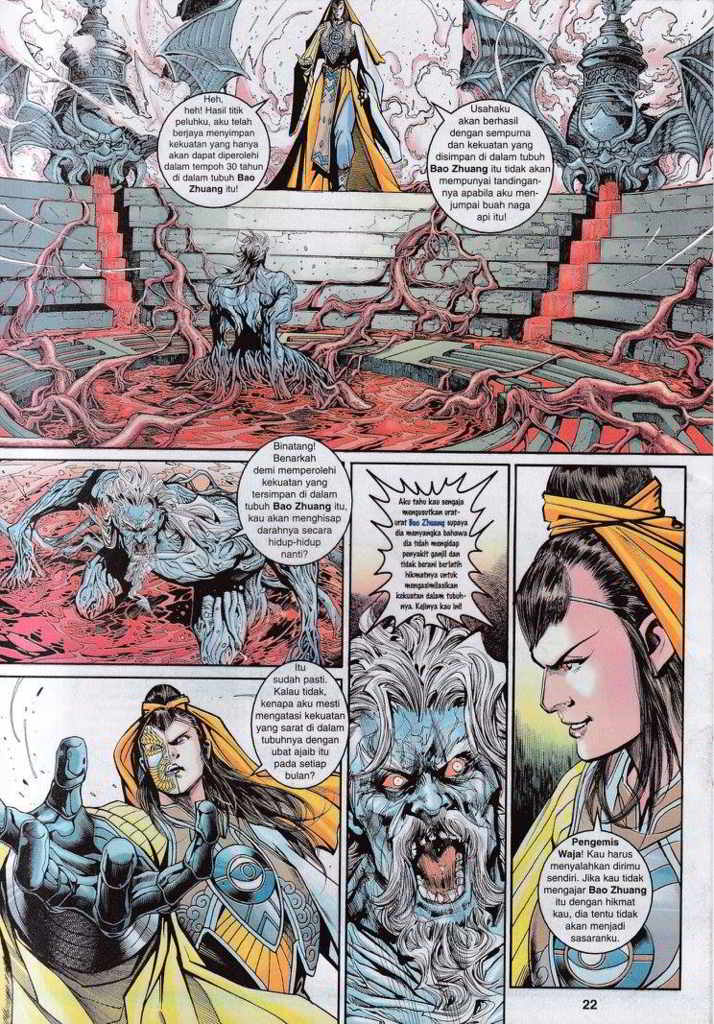 Heh,
heh! Hasil titik
peluhku, aku telah
berjaya menyimpan
kekuatan yang hanya
akan dapat diperolehi
dalam tempoh 30 tahun
di dalam tubuh Bao
Zhuang itu!
Usahaku
akan berhasil
dengan sempurna
dan kekuatan yang
disimpan di dalam tubuh
Bao Zhuang itu tidak akan
mempunyai tandingan-
nya apabila aku men-
jumpai buah naga
api itu!
Binatang!
Benarkah
demi memperolehi
kekuatan yang
tersimpan di dalam
tubuh Bao Zhuang itu,
kau akan menghisap
darahnya secara
hidup-hidup
nanti?
Aku tahu kau sengaja
mengusutkan urat-
urat Bao Zhuang supaya
dia menyangka bahawa
dia telah mengidap
penyakit ganjil dan
tidak berani berlatih
hikmatnya untuk
mengasimilasikan
kekuatan dalam tubuh-
nya. Kejinya kau ini!
Itu
sudah pasti.
Kalau tidak,
kenapa aku mesti
mengatasi kekuatan
yang sarat di dalam
tubuhnya dengan
ubat ajaib itu
pada setiap
bulan?
Pengemis
Waja! Kau harus
menyalahkan dirimu
sendiri. Jika kau tidak
mengajar Bao Zhuang
itu dengan hikmat
kau, dia tentu tidak
akan menjadi
sasaranku.
22